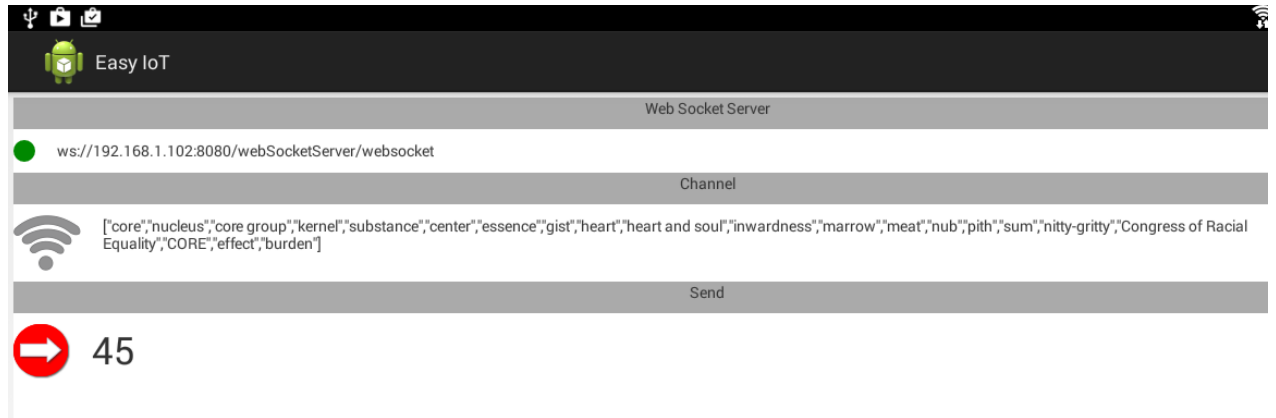 Easy IoT
Web Socket Server
ws://192.168.1.102:8080/webSocketServer/websocket
Channel
["core","nucleus","core group","kernel","substance","center","essence","gist","heart","heart and soul","inwardness","marrow","meat","nub","pith","sum","nitty-gritty","Congress of Racial
Equality","CORE","effect","burden"]
Send
45